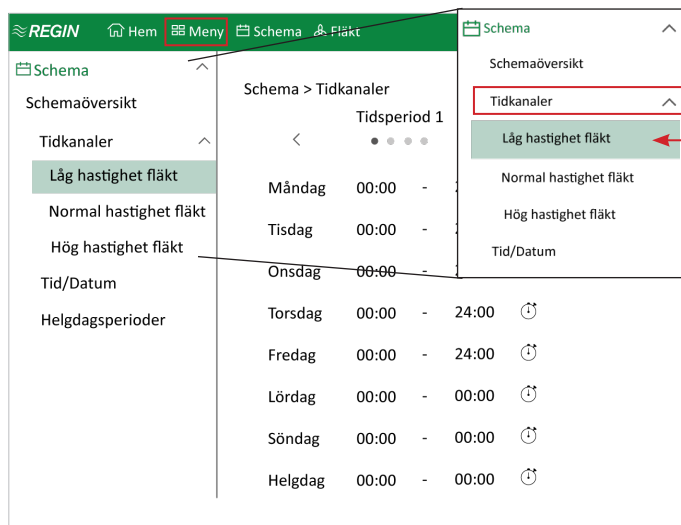 REGIN Hem Meny Schema Fläkt
Schema
Schemaöversikt
Tidkanaler
Låg hastighet fläkt
Normal hastighet fläkt
Hög hastighet fläkt
Tid/Datum
Helgdagsperioder
Schema > Tidkanaler
Tidsperiod 1
Måndag 00:00 -
Tisdag 00:00 -
Onsdag 00:00 -
Torsdag 00:00 - 24:00
Fredag 00:00 - 24:00
Lördag 00:00 - 00:00
Söndag 00:00 - 00:00
Helgdag 00:00 - 00:00
Schema
Schemaöversikt
Tidkanaler
Låg hastighet fläkt
Normal hastighet fläkt
Hög hastighet fläkt
Tid/Datum